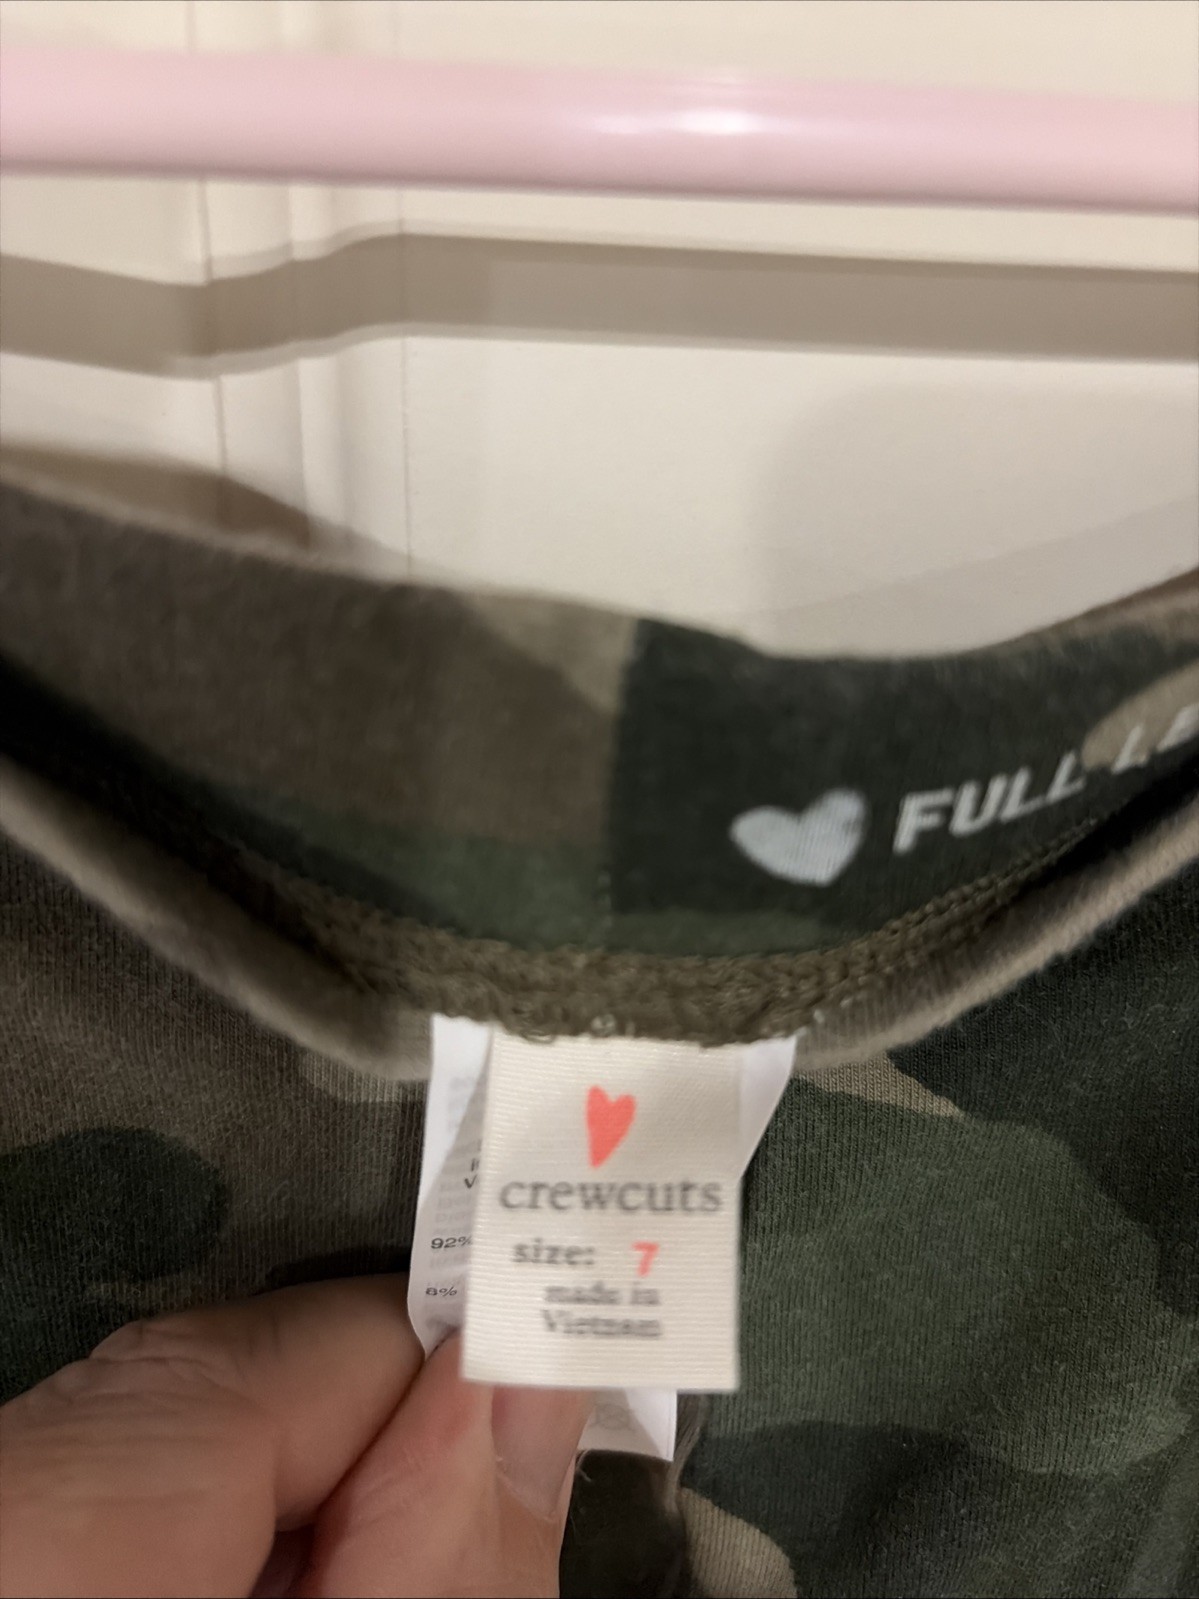 FULL
crewcuts
size: 7
made in
Vietnam
92%
8%